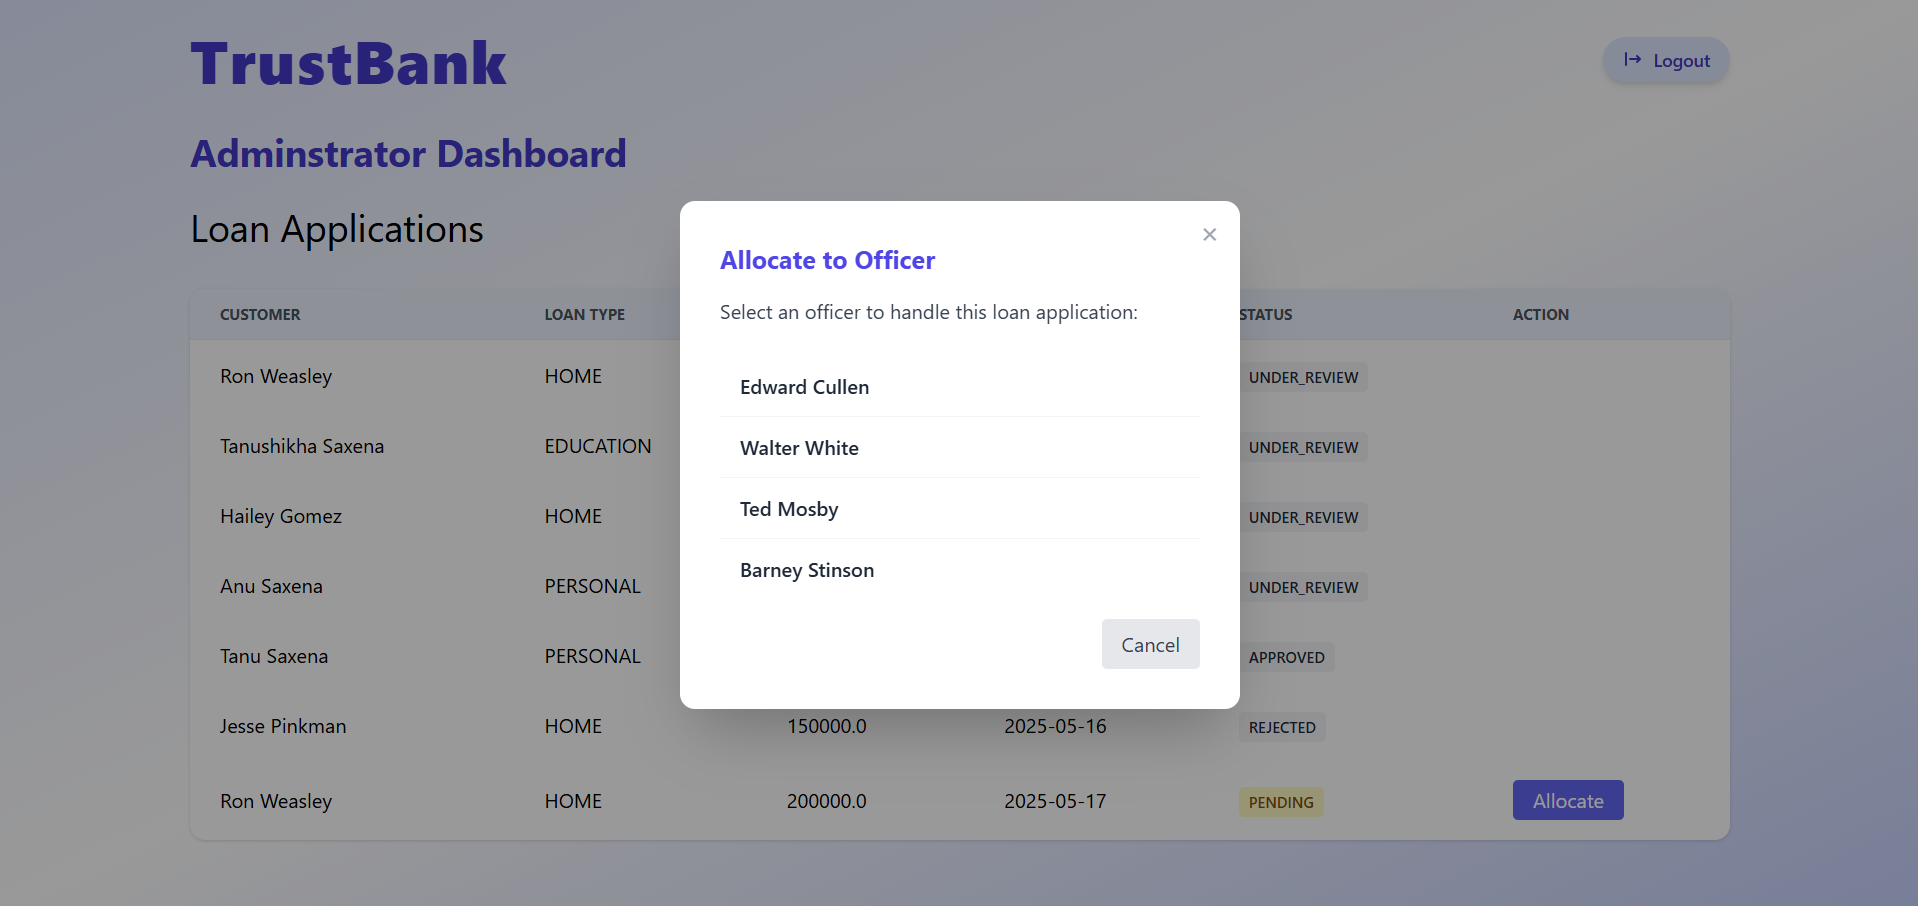 TrustBank
Logout
Adminstrator Dashboard
Loan Applications
Allocate to Officer
Select an officer to handle this loan application:
Edward Cullen
Walter White
Ted Mosby
Barney Stinson
Cancel
CUSTOMER LOAN TYPE STATUS ACTION
Ron Weasley HOME UNDER_REVIEW
Tanushikha Saxena EDUCATION UNDER_REVIEW
Hailey Gomez HOME UNDER_REVIEW
Anu Saxena PERSONAL UNDER_REVIEW
Tanu Saxena PERSONAL APPROVED
Jesse Pinkman HOME 150000.0 2025-05-16 REJECTED
Ron Weasley HOME 200000.0 2025-05-17 PENDING Allocate